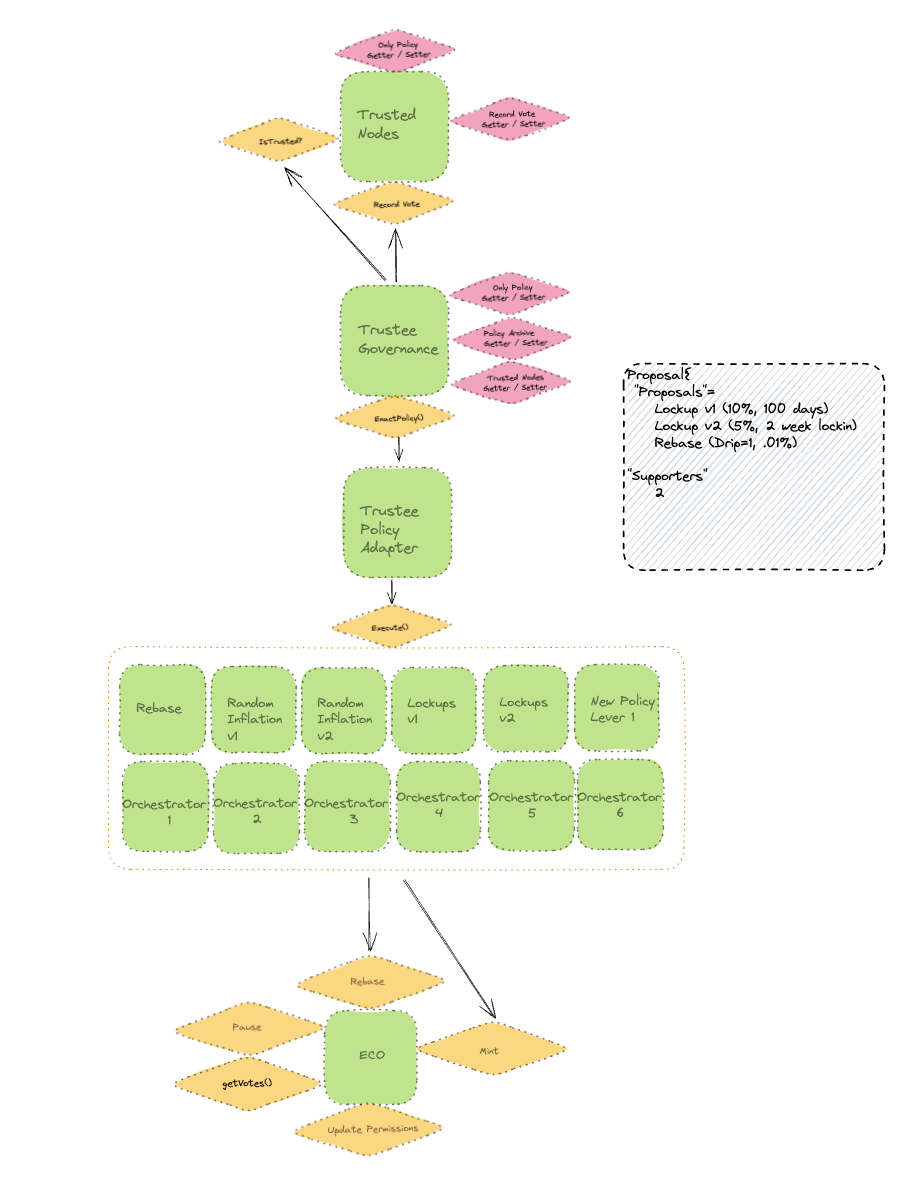 Only Policy
Getter / Setter
Trusted
Nodes
Record Vote
Getter / Setter
IsTrusted?
Record Vote
Only Policy
Getter / Setter
Trustee
Governance
Policy Archive
Getter / Setter
Trusted Nodes
Getter / Setter
EnactPolicy()
Proposal{
"Proposals"=
Lockup v1 (10%, 100 days)
Lockup v2 (5%, 2 week lockin)
Rebase (Drip=1, .01%)
"Supporters"
2
Trustee
Policy
Adapter
Execute()
Rebase
Random
Inflation
v1
Random
Inflation
v2
Lockups
v1
Lockups
v2
New Policy
Lever 1
Orchestrator
1
Orchestrator
2
Orchestrator
3
Orchestrator
4
Orchestrator
5
Orchestrator
6
Rebase
Pause
ECO
Mint
getVotes()
Update Permissions